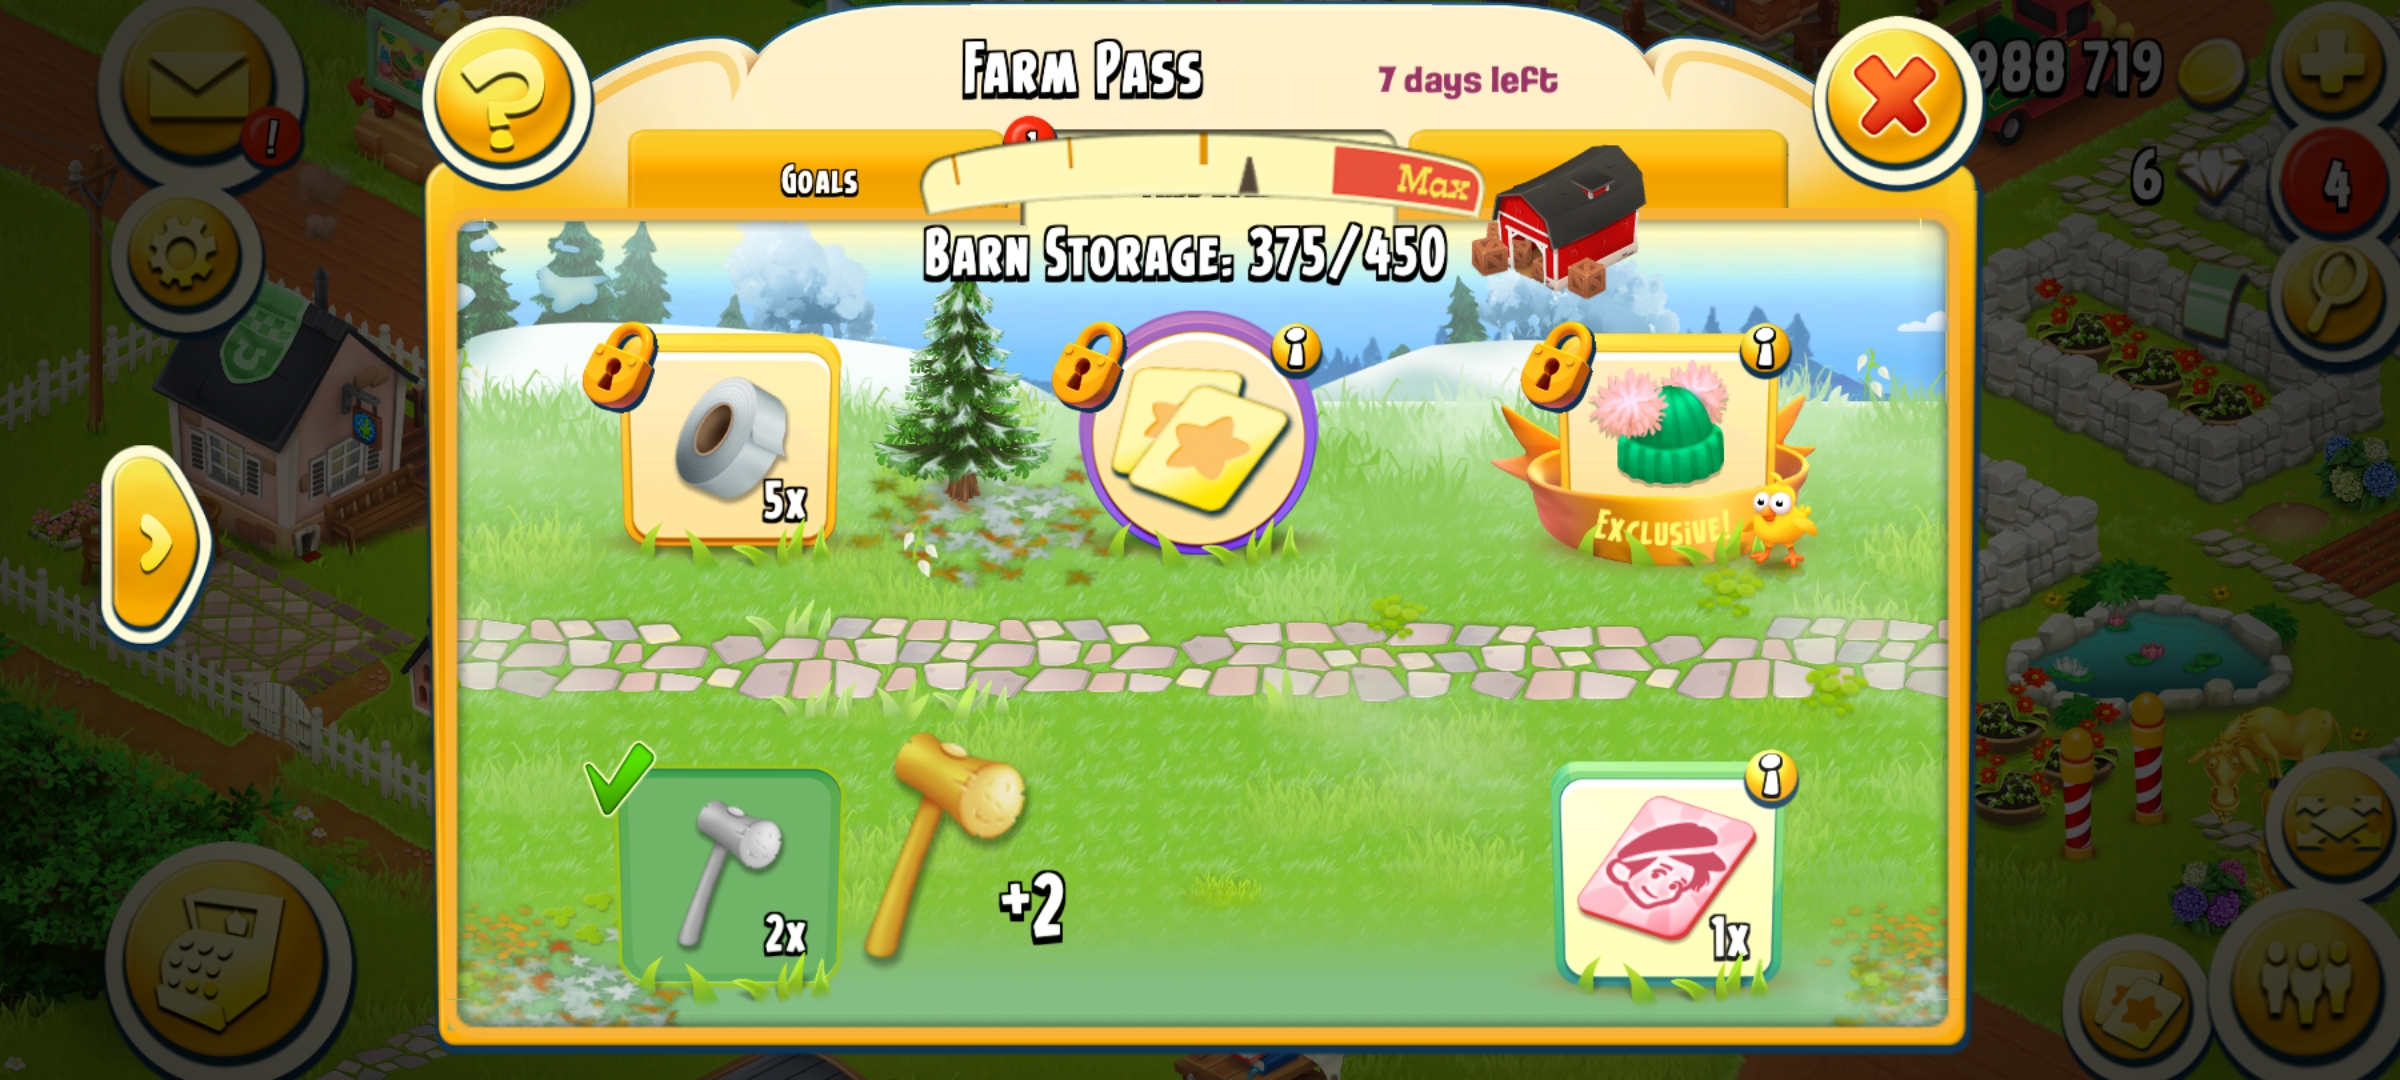 FARM PASS
7 days left
988 719
!
GOALS
Max
6
4
BARN STORAGE: 375/450
5x
EXCLUSIVE!
2x
+2
1x